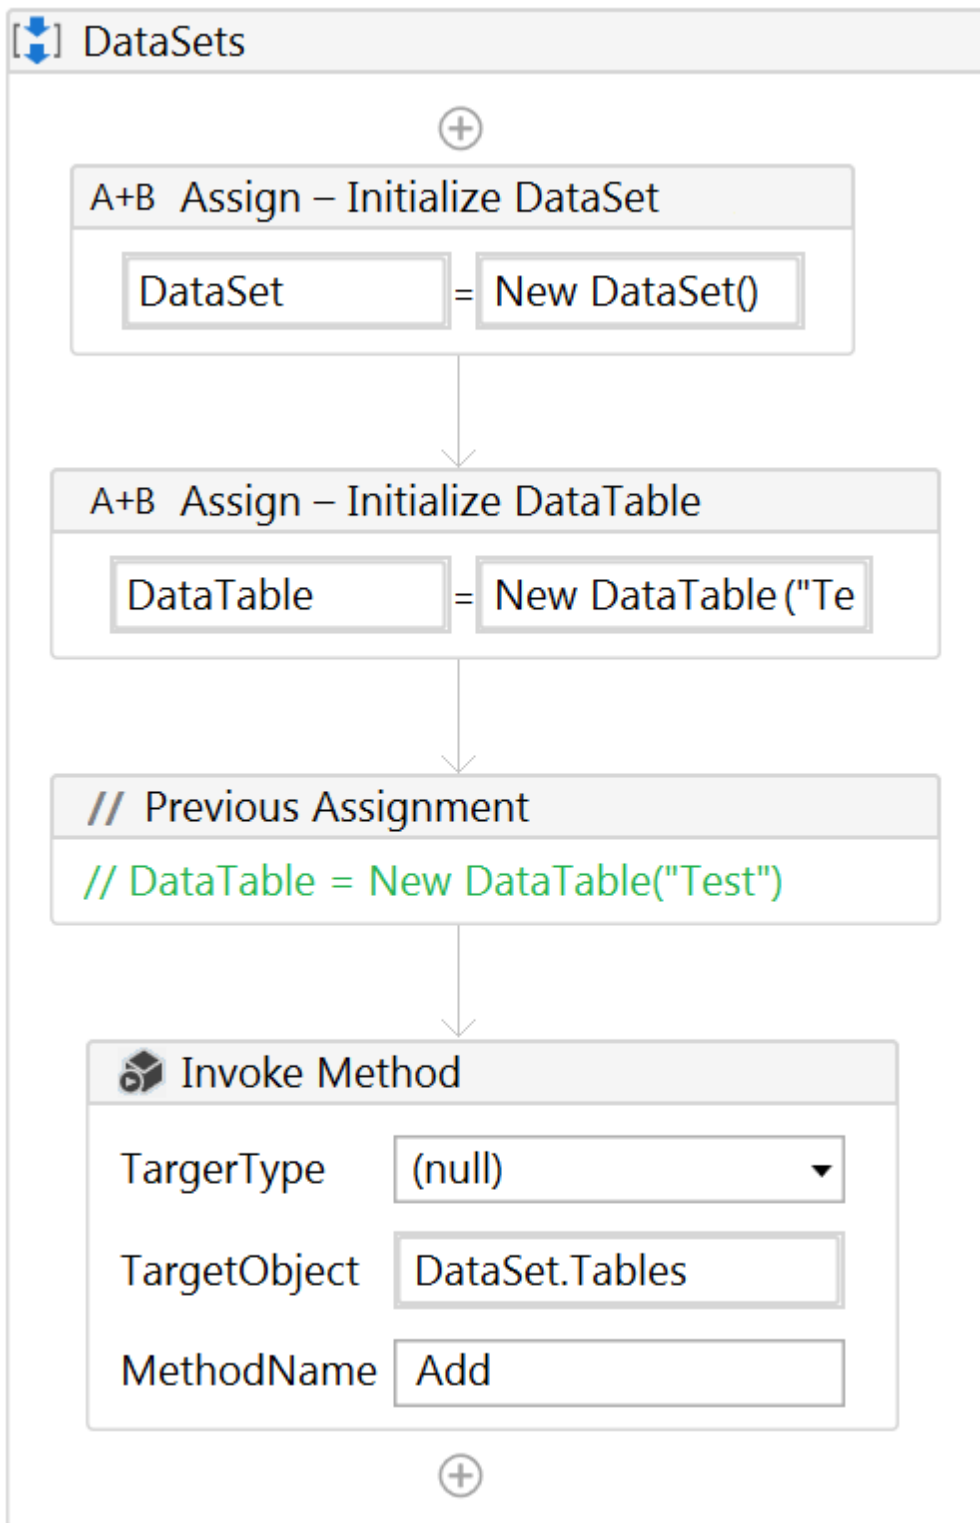 DataSets
A+B Assign – Initialize DataSet
DataSet = New DataSet()
A+B Assign – Initialize DataTable
DataTable = New DataTable ("Te
// Previous Assignment
// DataTable = New DataTable("Test")
Invoke Method
TargerType (null)
TargetObject DataSet.Tables
MethodName Add